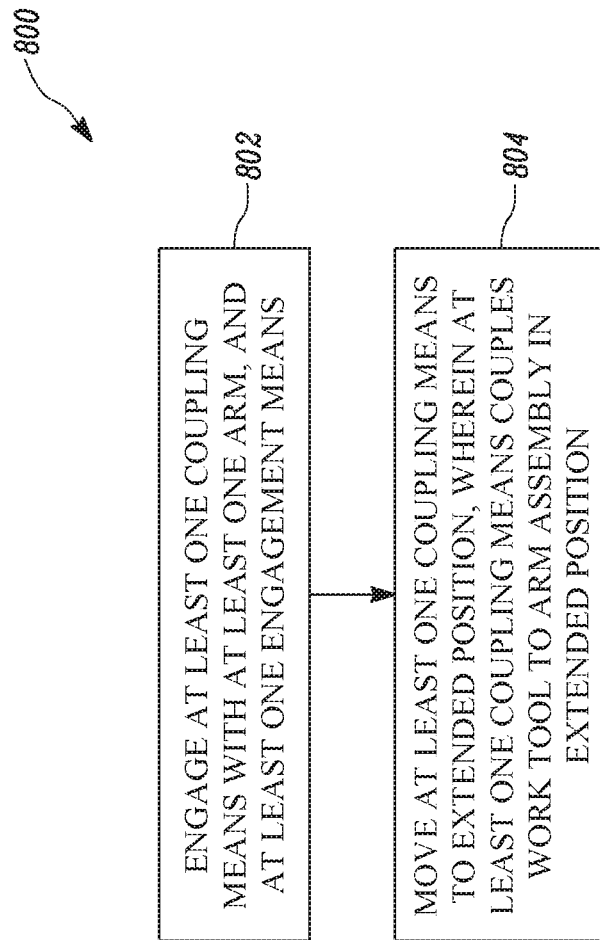 800
802
ENGAGE AT LEAST ONE COUPLING
MEANS WITH AT LEAST ONE ARM, AND
AT LEAST ONE ENGAGEMENT MEANS
804
MOVE AT LEAST ONE COUPLING MEANS
TO EXTENDED POSITION, WHEREIN AT
LEAST ONE COUPLING MEANS COUPLES
WORK TOOL TO ARM ASSEMBLY IN
EXTENDED POSITION